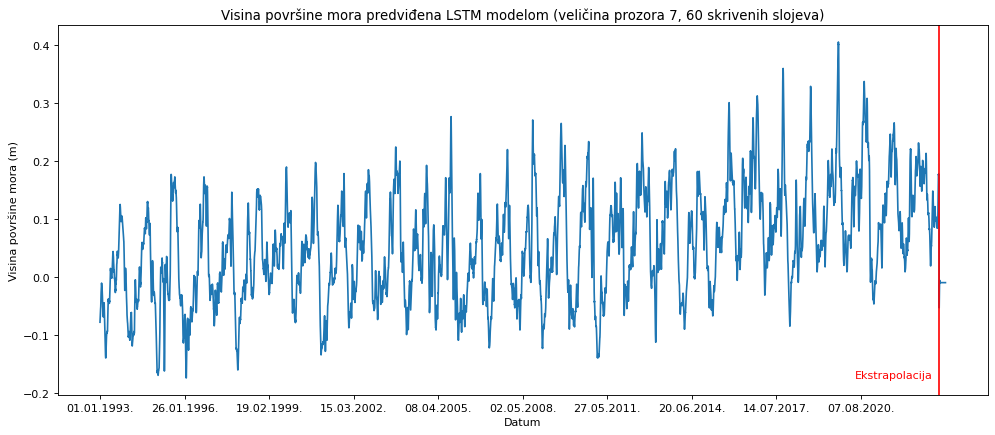 Visina površine mora predviđena LSTM modelom (veličina prozora 7, 60 skrivenih slojeva)
0.4
0.3
0.2
0.1
0.0
−0.1
−0.2
Visina površine mora (m)
Ekstrapolacija
01.01.1993. 26.01.1996. 19.02.1999. 15.03.2002. 08.04.2005. 02.05.2008. 27.05.2011. 20.06.2014. 14.07.2017. 07.08.2020.
Datum